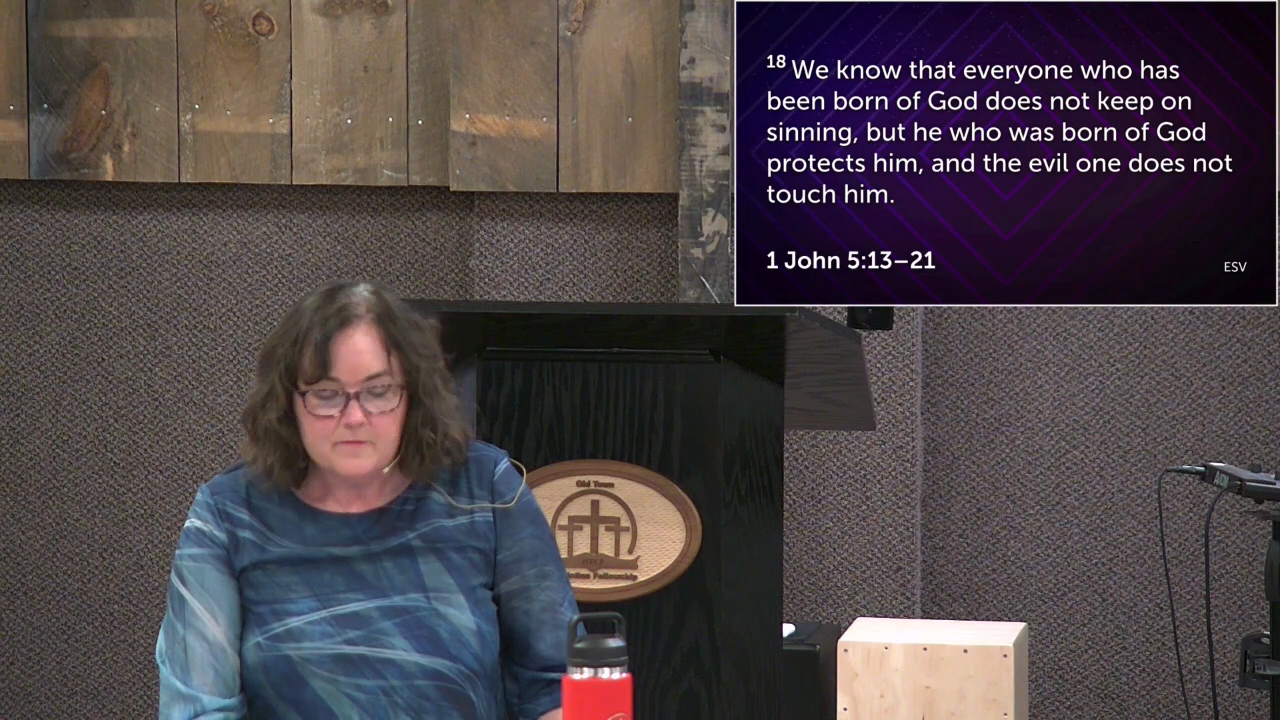 18 We know that everyone who has
been born of God does not keep on
sinning, but he who was born of God
protects him, and the evil one does not
touch him.
1 John 5:13–21
ESV
Old Town
Fellowship